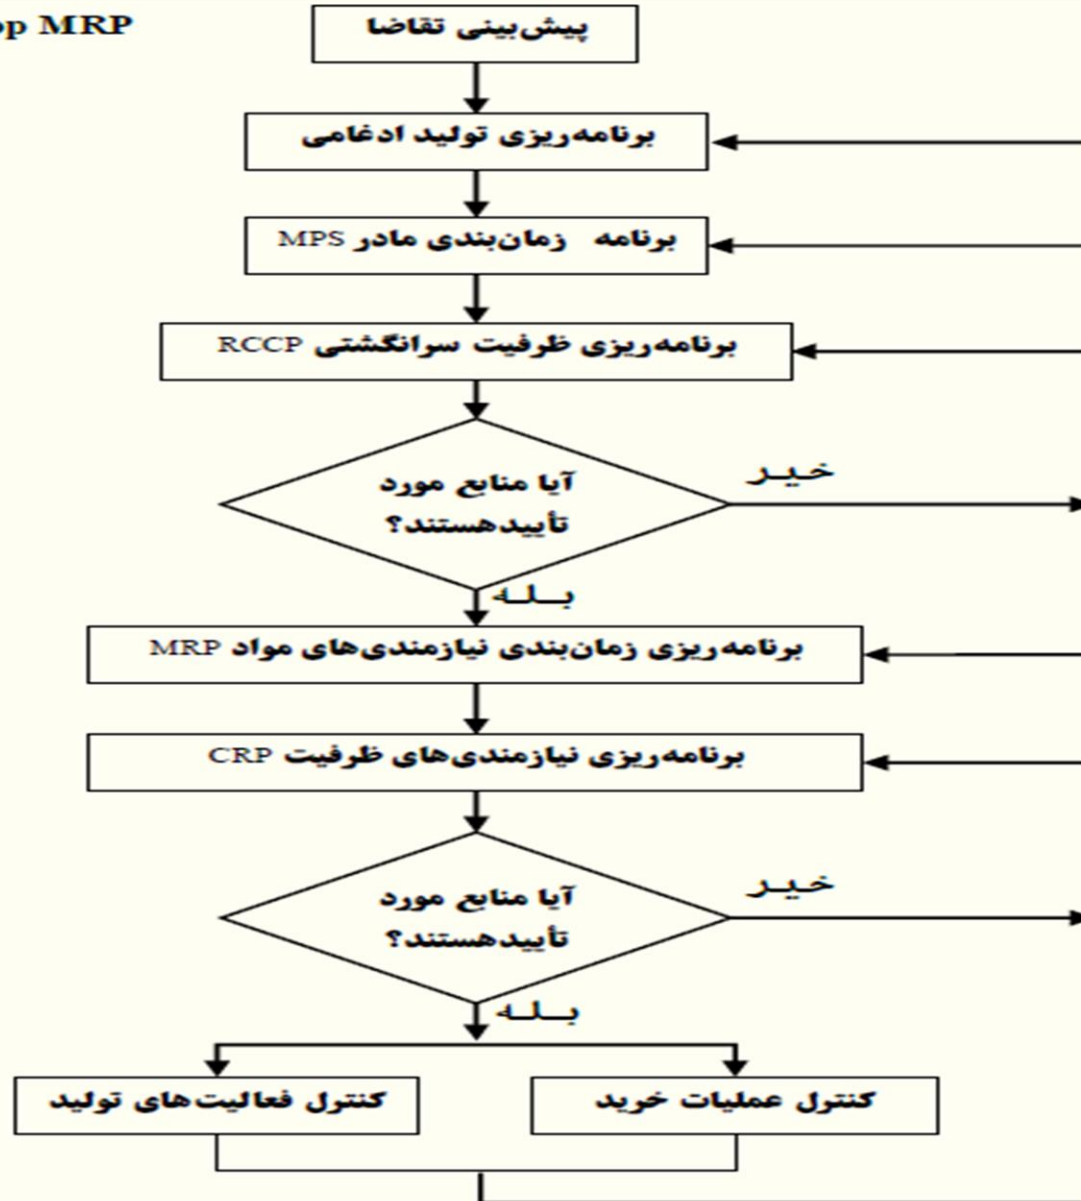 op MRP
پیش‌بینی تقاضا
برنامه‌ریزی تولید ادغامی
برنامه زمان‌بندی مادر MPS
برنامه‌ریزی ظرفیت سرانگشتی RCCP
آیا منابع مورد
تأییدهستند؟
خیر
بله
برنامه‌ریزی زمان‌بندی نیازمندی‌های مواد MRP
برنامه‌ریزی نیازمندی‌های ظرفیت CRP
آیا منابع مورد
تأییدهستند؟
خیر
بله
کنترل عملیات خرید
کنترل فعالیت‌های تولید